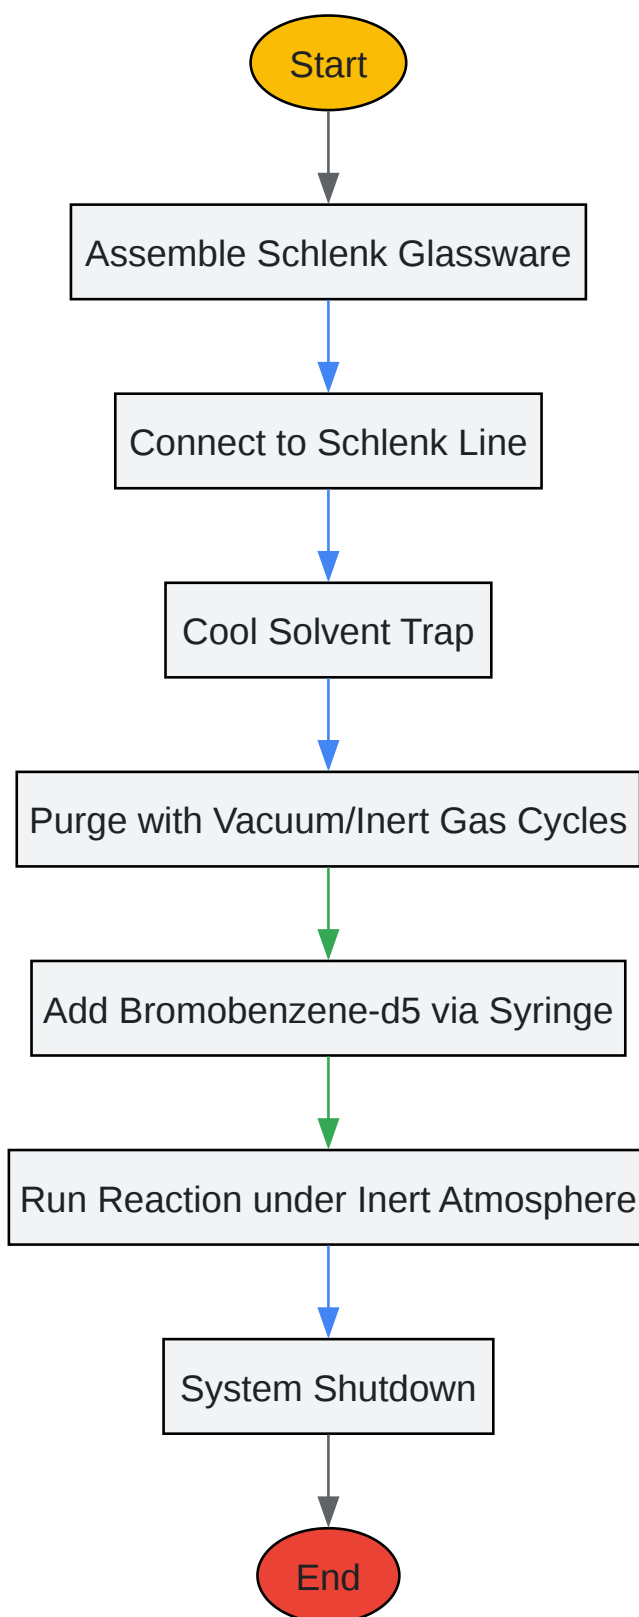 Start
Assemble Schlenk Glassware
Connect to Schlenk Line
Cool Solvent Trap
Purge with Vacuum/Inert Gas Cycles
Add Bromobenzene-d5 via Syringe
Run Reaction under Inert Atmosphere
System Shutdown
End